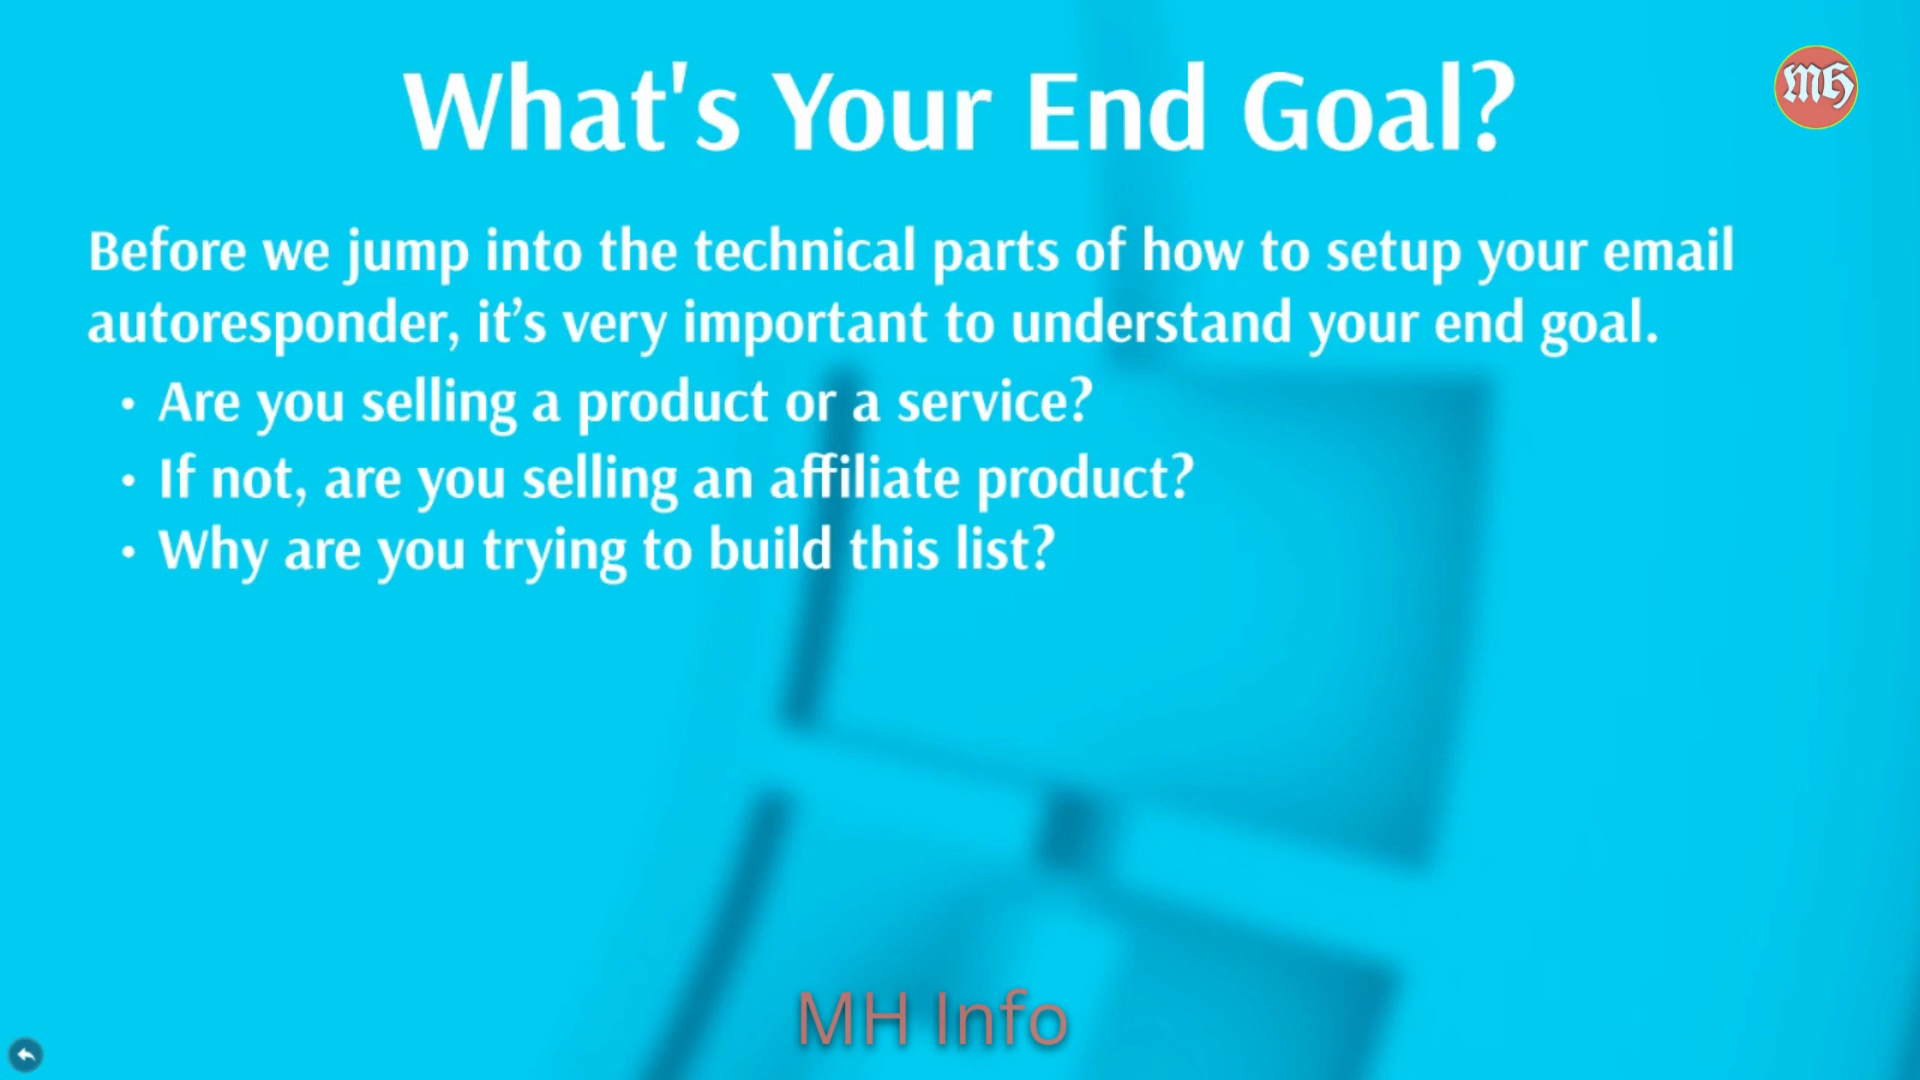 What's Your End Goal?
MH
Before we jump into the technical parts of how to setup your email
autoresponder, it’s very important to understand your end goal.
• Are you selling a product or a service?
• If not, are you selling an affiliate product?
• Why are you trying to build this list?
MH Info